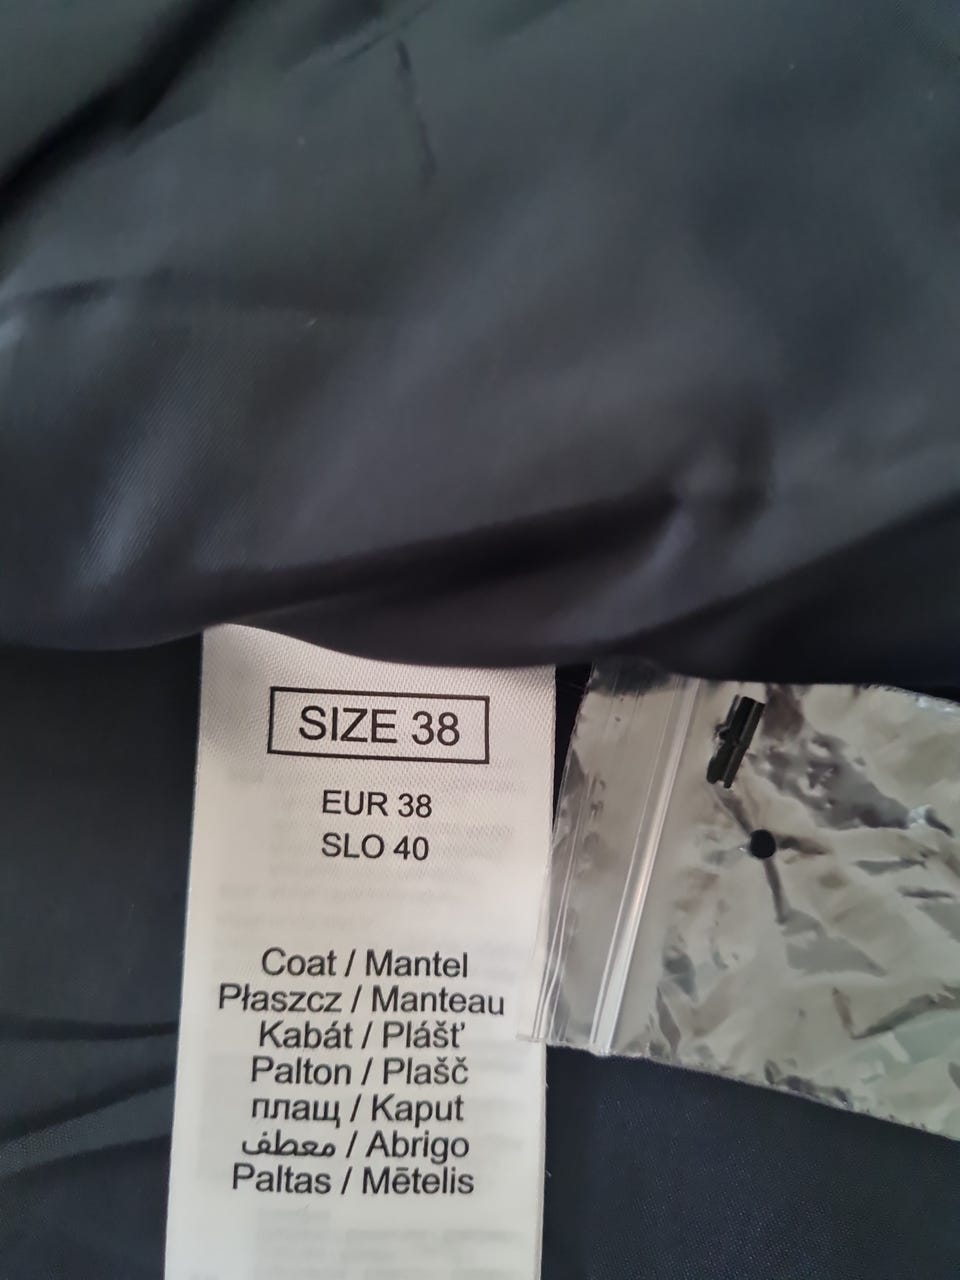 SIZE 38
EUR 38
SLO 40
Coat / Mantel
Płaszcz / Manteau
Kabát / Plášť
Palton / Plašč
плащ / Kaput
معطف / Abrigo
Paltas / Mētelis